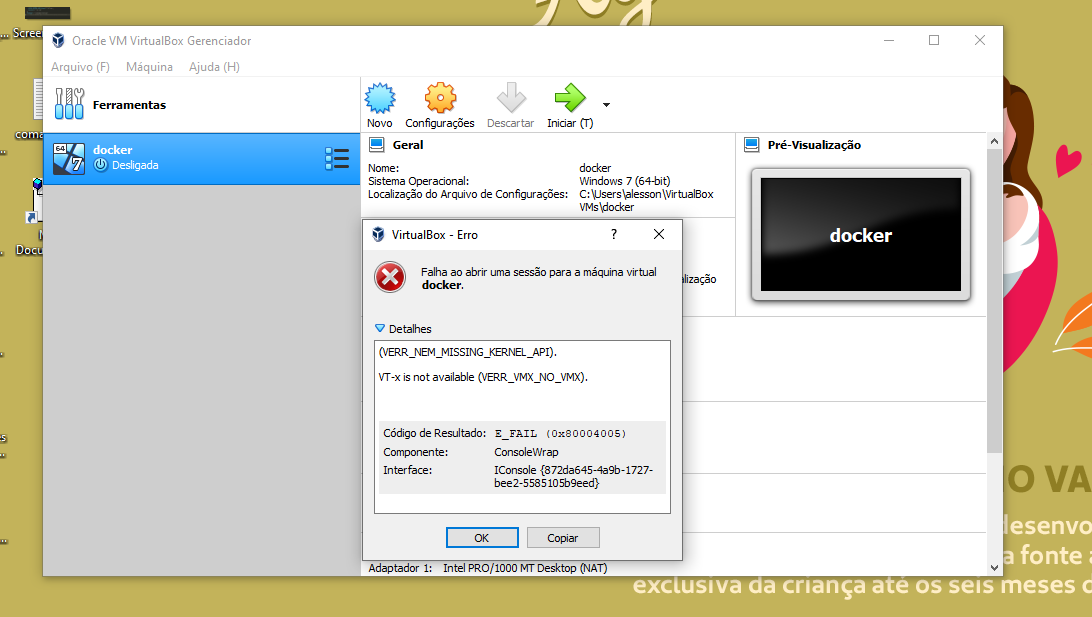 Screen
Oracle VM VirtualBox Gerenciador
Arquivo (F) Máquina Ajuda (H)
Ferramentas
Novo Configurações Descartar Iniciar (T)
64
7
docker
Desligada
Geral
Nome: docker
Sistema Operacional: Windows 7 (64-bit)
Localização do Arquivo de Configurações: C:\Users\alesson\VirtualBox
VMs\docker
Pré-Visualização
docker
coma
Docu
VirtualBox - Erro
?
Falha ao abrir uma sessão para a máquina virtual
docker.
alização
Detalhes
(VERR_NEM_MISSING_KERNEL_API).
VT-x is not available (VERR_VMX_NO_VMX).
Código de Resultado: E_FAIL (0x80004005)
Componente: ConsoleWrap
Interface: IConsole {872da645-4a9b-1727-
bee2-5585105b9eed}
OK Copiar
Adaptador 1: Intel PRO/1000 MT Desktop (NAT)
O VA
desenvo
a fonte a
exclusiva da criança até os seis meses d